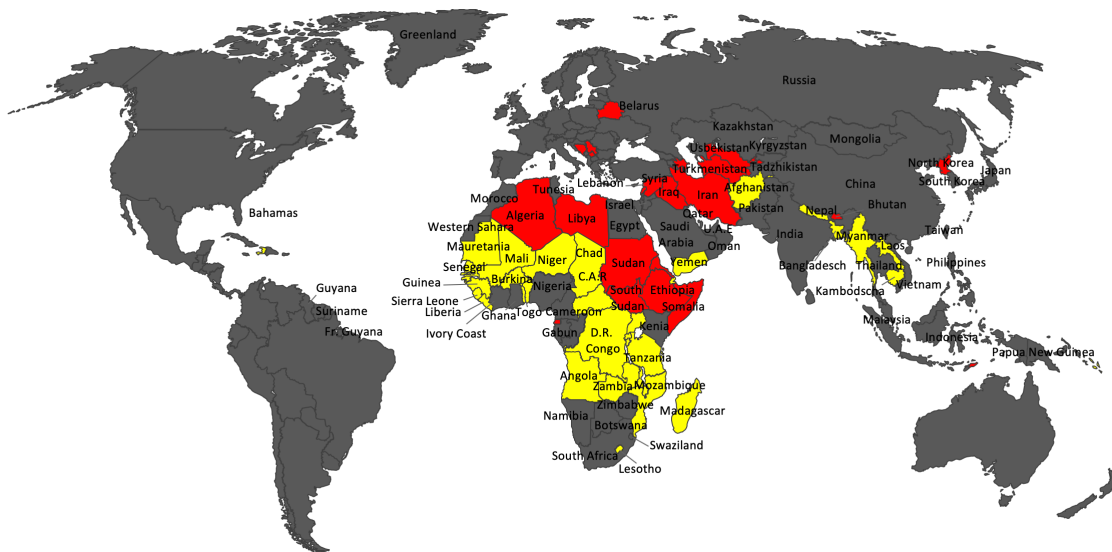 Greenland
Russia
Belarus
Kazakhstan
Mongolia
Usbekistan
Kyrgyzstan
Turkmenistan
Tadzhikistan
North Korea
Japan
South Korea
China
Lebanon
Syria
Iraq
Iran
Afghanistan
Tunesia
Morocco
Algeria
Libya
Israel
Egypt
Qatar
Pakistan
Nepal
Bhutan
Bahamas
Western Sahara
Saudi
Arabia
U.A.E
Oman
India
Myanmar
Laos
Taiwan
Mauretania
Mali
Niger
Chad
Sudan
Yemen
Senegal
Burkina
C.A.R
Bangladesch
Thailand
Philippines
Guinea
Nigeria
South
Sudan
Ethiopia
Somalia
Kambodscha
Vietnam
Guyana
Suriname
Fr. Guyana
Sierra Leone
Liberia
Ivory Coast
Ghana
Togo
Cameroon
Gabun
D.R.
Congo
Kenia
Malaysia
Indonesia
Papua New Guinea
Tanzania
Angola
Zambia
Mozambique
Zimbabwe
Madagascar
Namibia
Botswana
Swaziland
South Africa
Lesotho